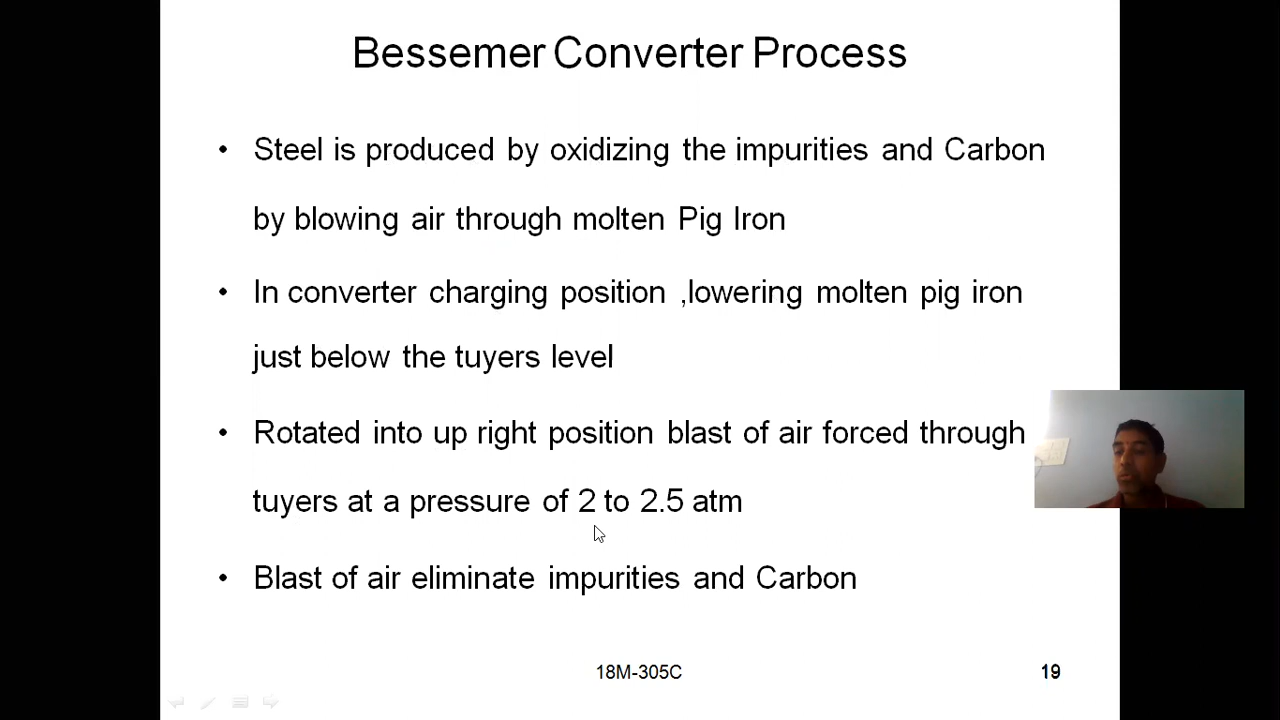 Bessemer Converter Process
• Steel is produced by oxidizing the impurities and Carbon
by blowing air through molten Pig Iron
• In converter charging position ,lowering molten pig iron
just below the tuyers level
• Rotated into up right position blast of air forced through
tuyers at a pressure of 2 to 2.5 atm
• Blast of air eliminate impurities and Carbon
18M-305C
19